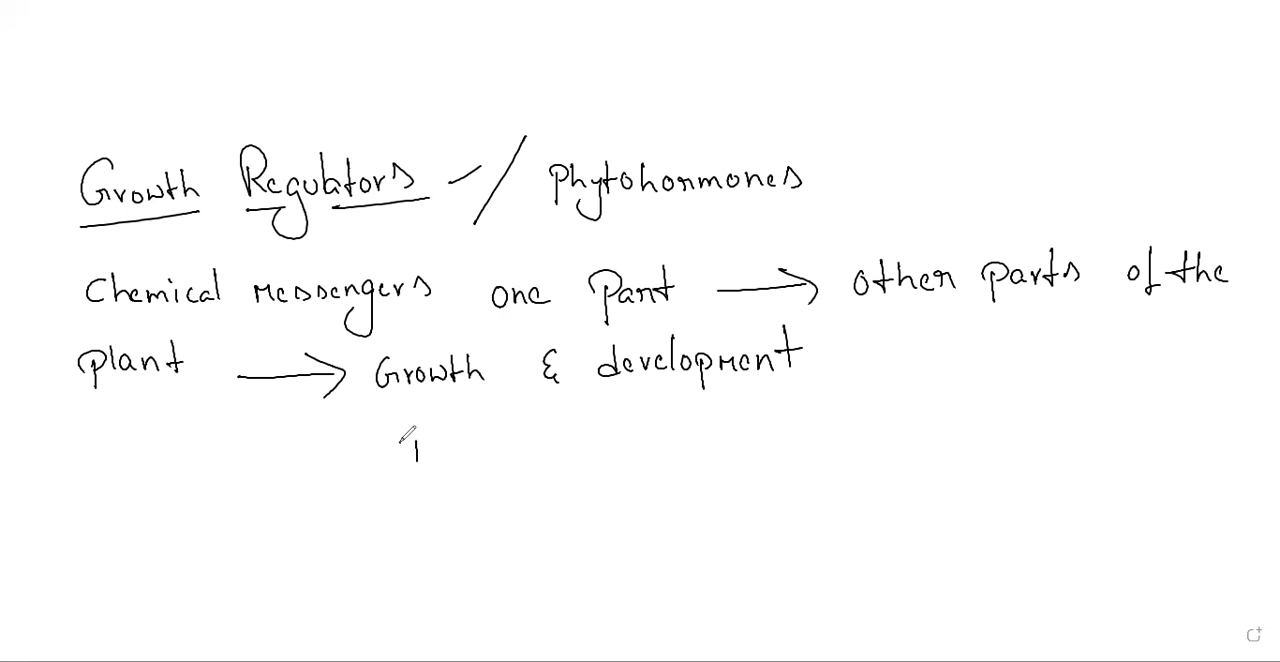 Growth Regulators - / Phytohormones
Chemical messengers one Part → other parts of the
plant → Growth & development